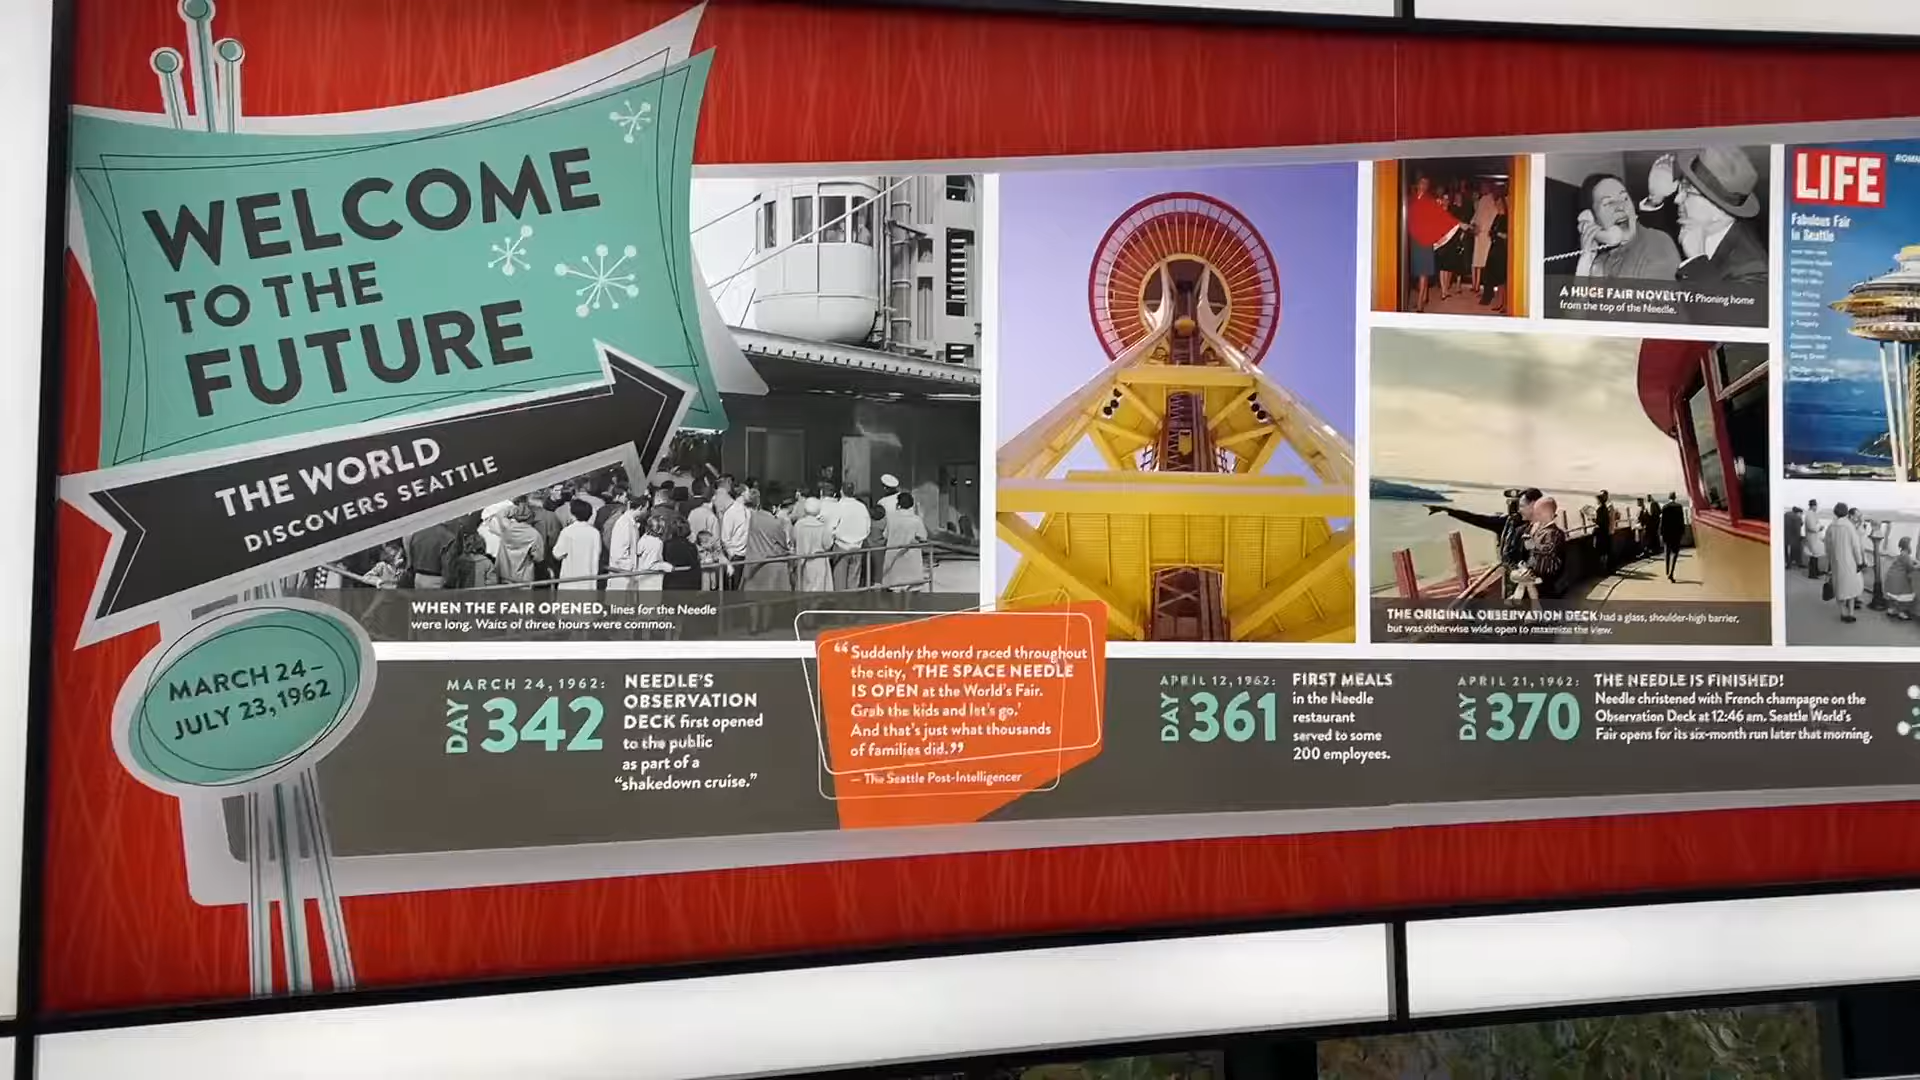 WELCOME
TO THE
FUTURE
THE WORLD
DISCOVERS SEATTLE
MARCH 24 –
JULY 23, 1962
WHEN THE FAIR OPENED, lines for the Needle
were long. Waits of three hours were common.
A HUGE FAIR NOVELTY: Phoning home
from the top of the Needle.
THE ORIGINAL OBSERVATION DECK had a glass, shoulder-high barrier,
but was otherwise wide open to maximize the view.
LIFE
Fabulous Fair
in Seattle
MARCH 24, 1962:
DAY 342
NEEDLE'S
OBSERVATION
DECK first opened
to the public
as part of a
“shakedown cruise.”
“Suddenly the word raced throughout
the city, ‘THE SPACE NEEDLE
IS OPEN at the World's Fair.
Grab the kids and let's go.’
And that's just what thousands
of families did.”
— The Seattle Post-Intelligencer
APRIL 12, 1962:
DAY 361
FIRST MEALS
in the Needle
restaurant
served to some
200 employees.
APRIL 21, 1962:
DAY 370
THE NEEDLE IS FINISHED!
Needle christened with French champagne on the
Observation Deck at 12:46 am. Seattle World's
Fair opens for its six-month run later that morning.